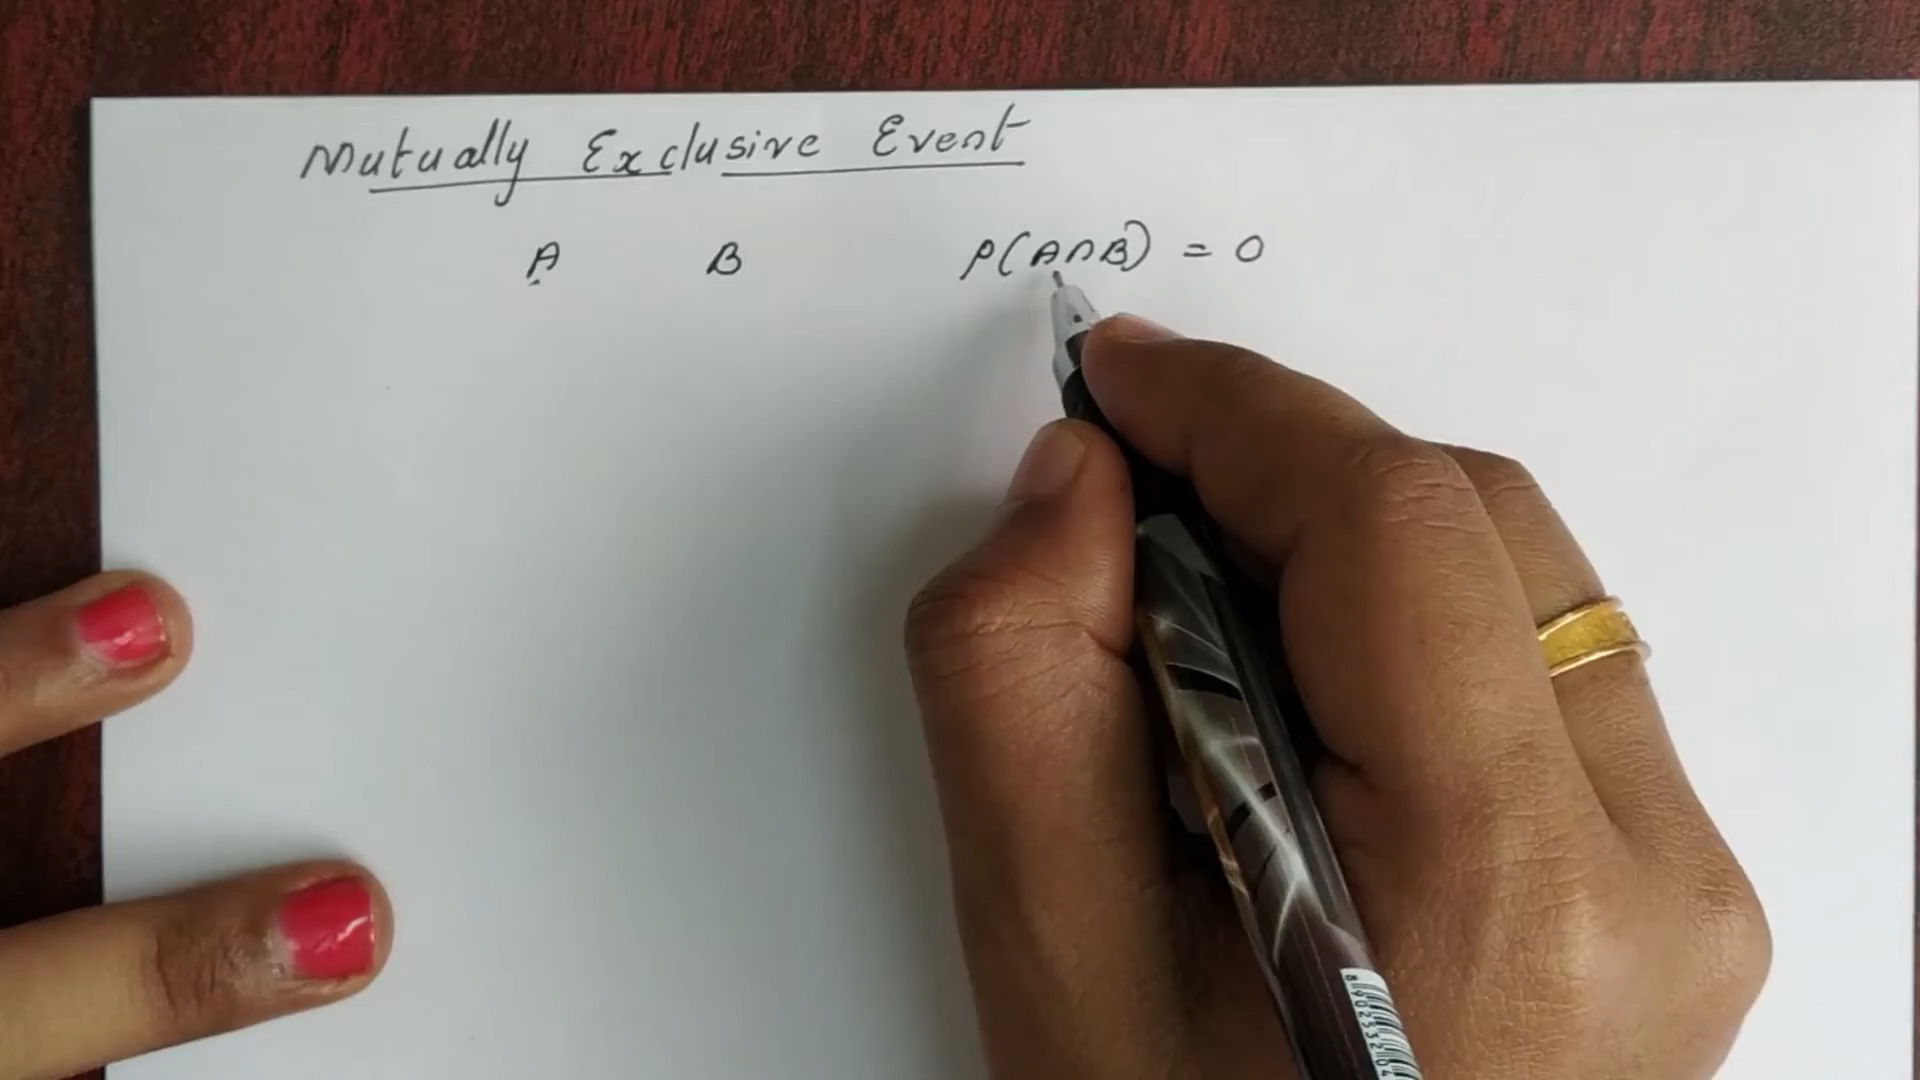 Mutually Exclusive Event
A B P(A∩B) = 0